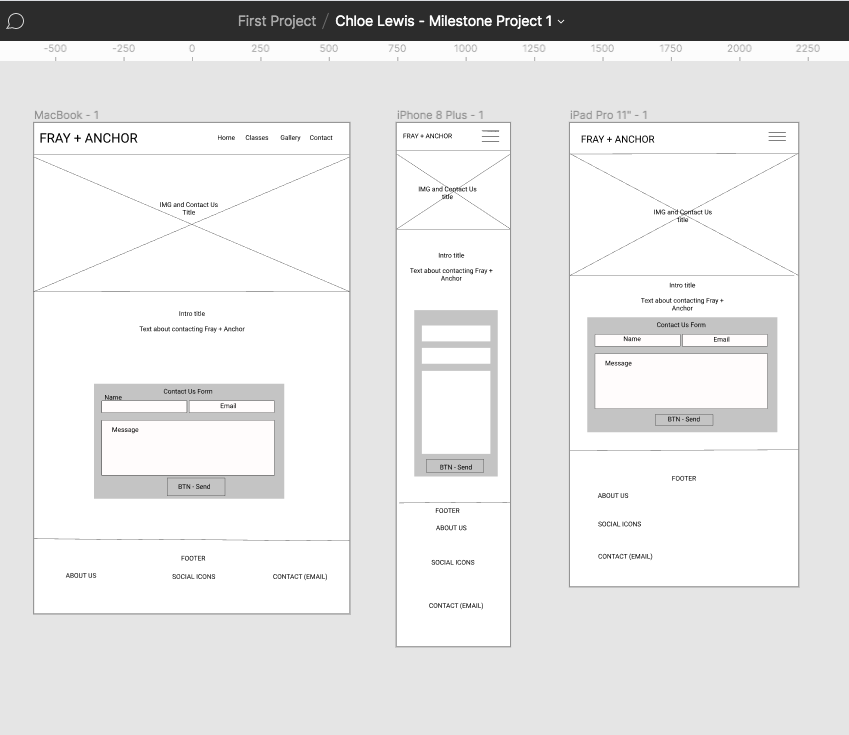 First Project / Chloe Lewis - Milestone Project 1
-500 -250 0 250 500 750 1000 1250 1500 1750 2000 2250
MacBook - 1
FRAY + ANCHOR
Home Classes Gallery Contact
IMG and Contact Us
Title
Intro title
Text about contacting Fray + Anchor
Contact Us Form
Name
Email
Message
BTN - Send
FOOTER
ABOUT US
SOCIAL ICONS
CONTACT (EMAIL)
iPhone 8 Plus - 1
FRAY + ANCHOR
IMG and Contact Us
title
Intro title
Text about contacting Fray +
Anchor
BTN - Send
FOOTER
ABOUT US
SOCIAL ICONS
CONTACT (EMAIL)
iPad Pro 11" - 1
FRAY + ANCHOR
IMG and Contact Us
title
Intro title
Text about contacting Fray +
Anchor
Contact Us Form
Name
Email
Message
BTN - Send
FOOTER
ABOUT US
SOCIAL ICONS
CONTACT (EMAIL)